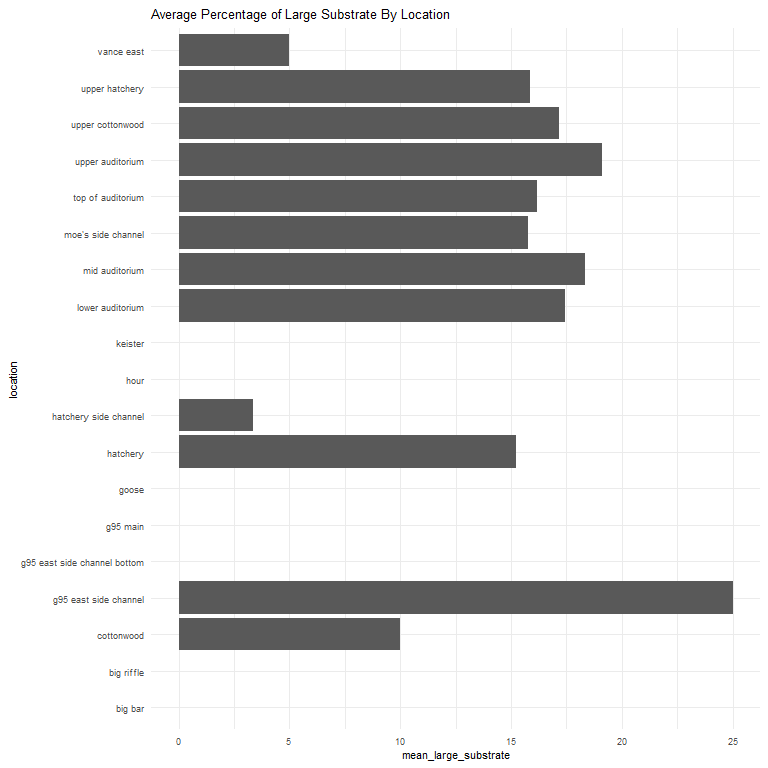 Average Percentage of Large Substrate By Location
vance east
upper hatchery
upper cottonwood
upper auditorium
top of auditorium
moe's side channel
mid auditorium
lower auditorium
keister
hour
hatchery side channel
hatchery
goose
g95 main
g95 east side channel bottom
g95 east side channel
cottonwood
big riffle
big bar
location
0 5 10 15 20 25
mean_large_substrate